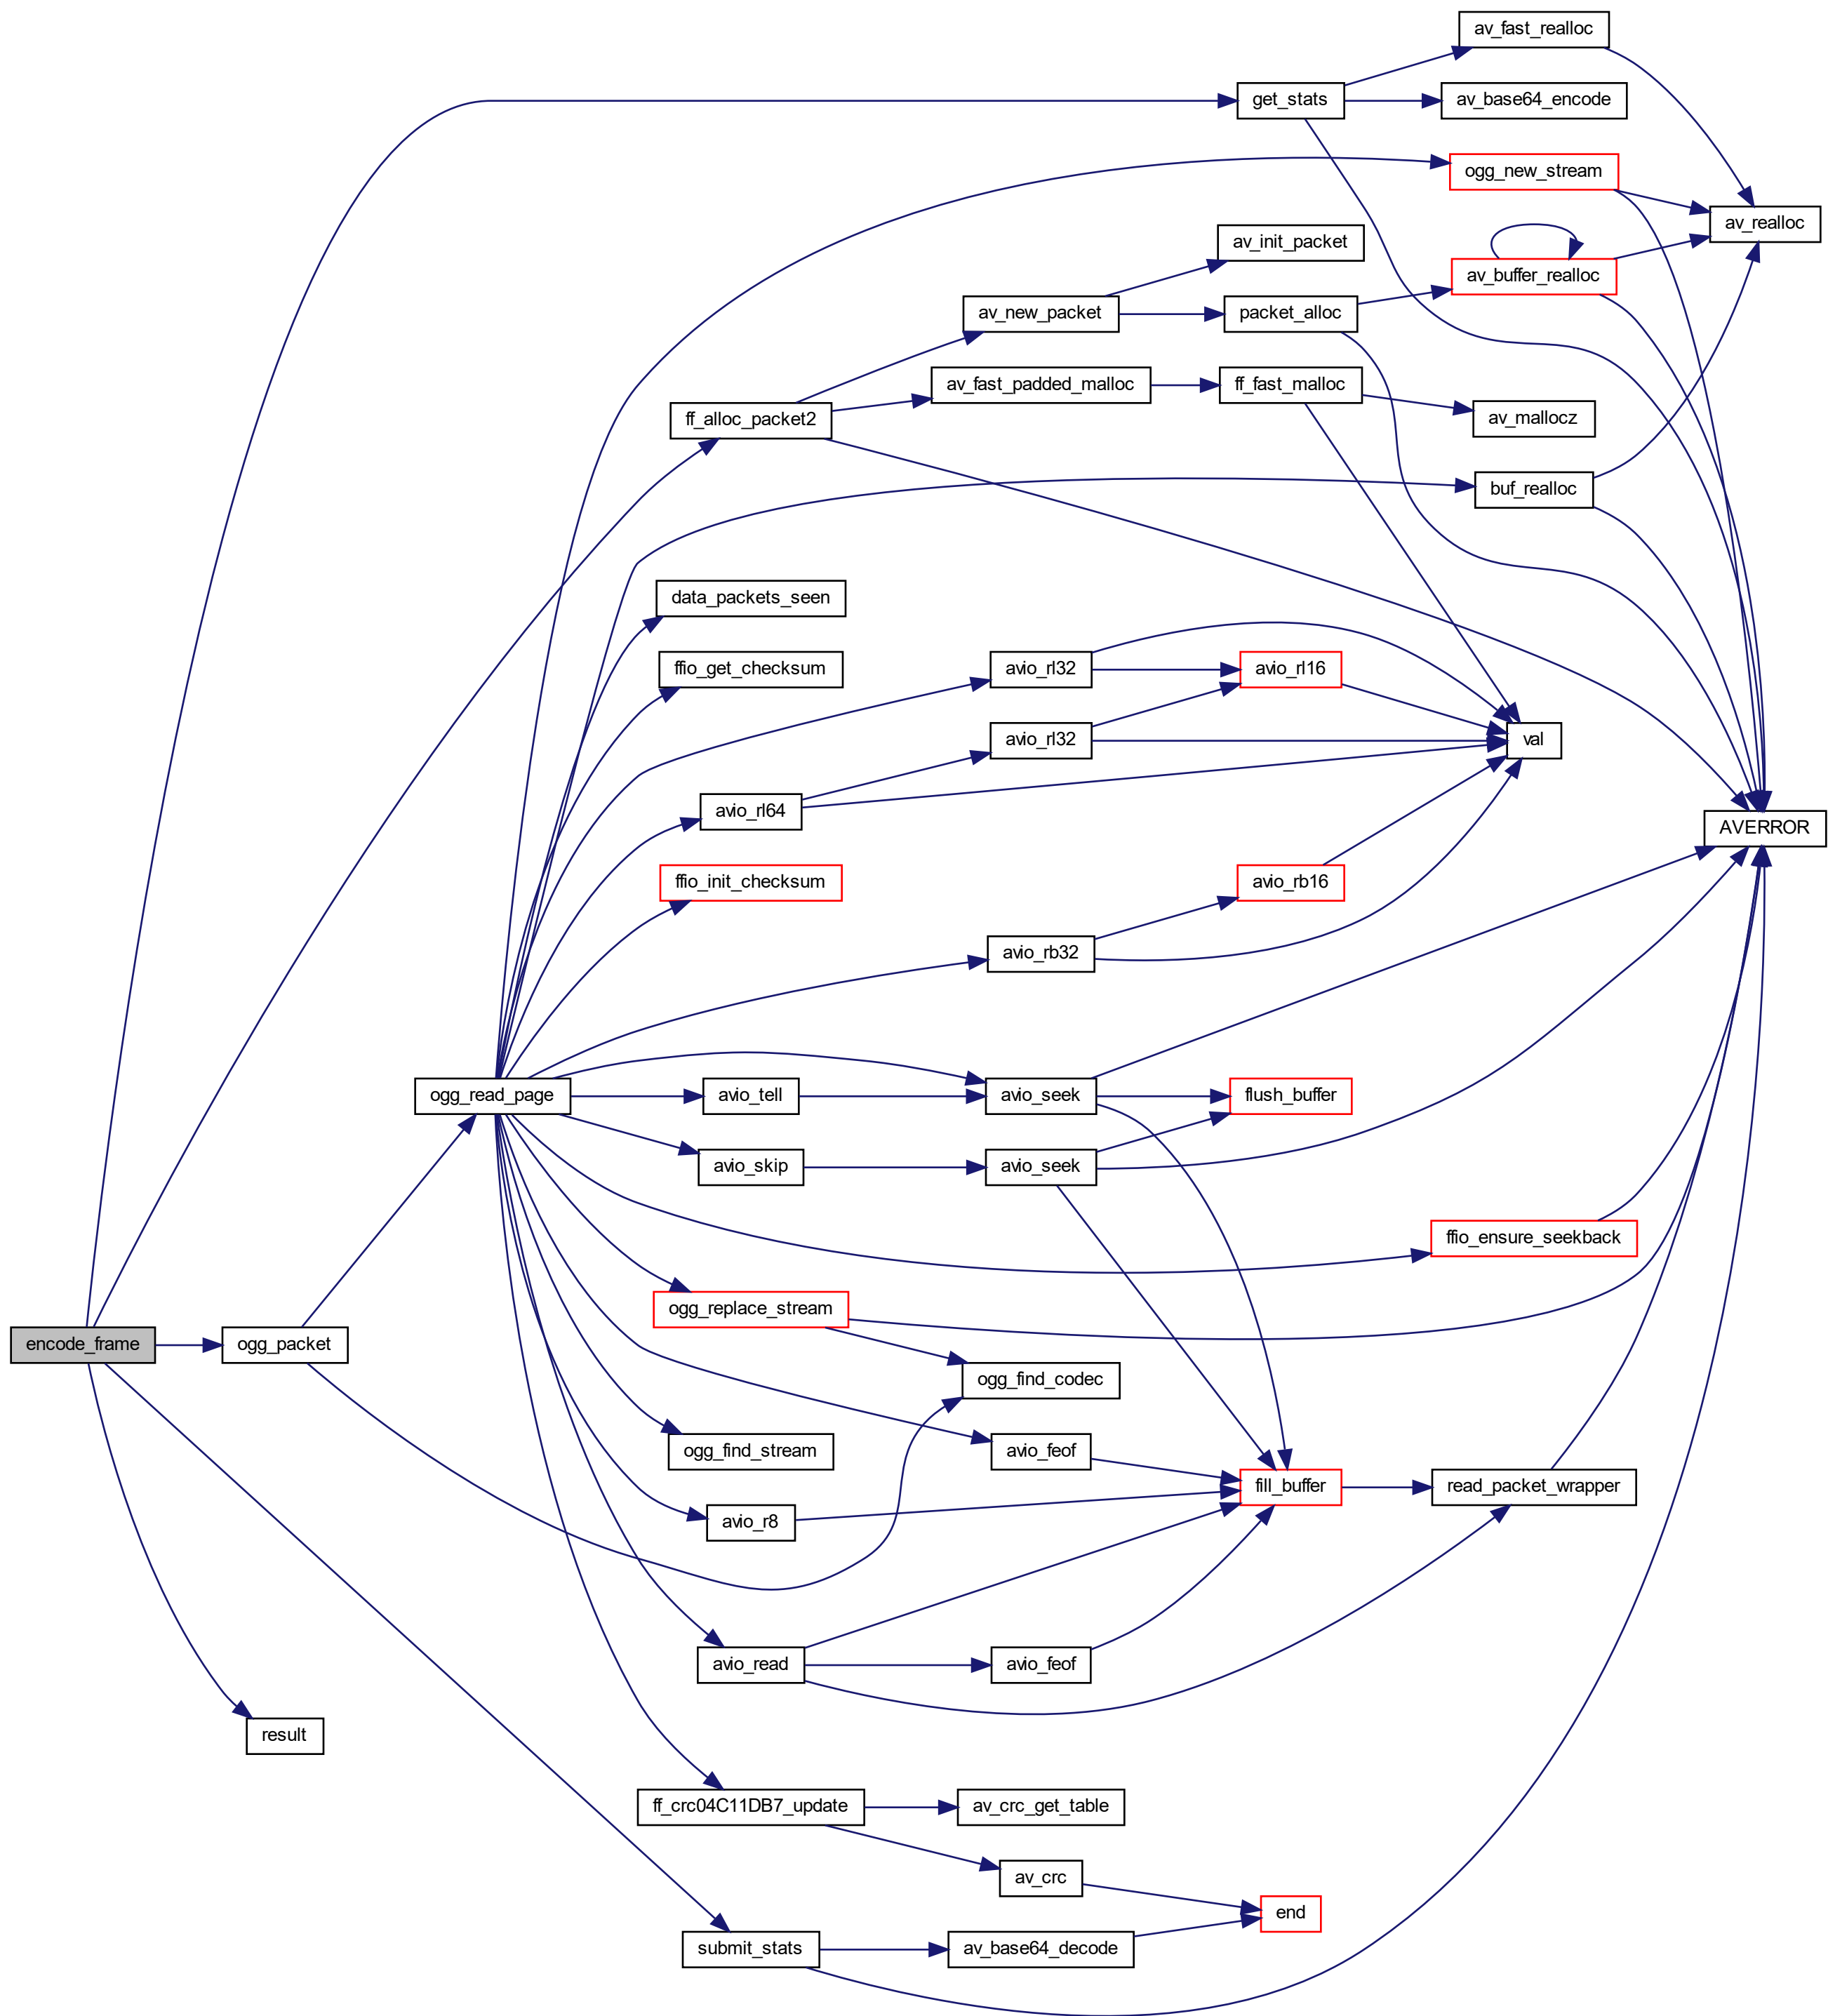 av_fast_realloc
get_stats
av_base64_encode
ogg_new_stream
av_realloc
av_init_packet
av_buffer_realloc
av_new_packet
packet_alloc
av_fast_padded_malloc
ff_fast_malloc
ff_alloc_packet2
av_mallocz
buf_realloc
data_packets_seen
ffio_get_checksum
avio_rl32
avio_rl16
avio_rl32
val
avio_rl64
AVERROR
ffio_init_checksum
avio_rb16
avio_rb32
ogg_read_page
avio_tell
avio_seek
flush_buffer
avio_skip
avio_seek
ffio_ensure_seekback
ogg_replace_stream
encode_frame
ogg_packet
ogg_find_codec
ogg_find_stream
avio_feof
fill_buffer
read_packet_wrapper
avio_r8
avio_read
avio_feof
result
ff_crc04C11DB7_update
av_crc_get_table
av_crc
end
submit_stats
av_base64_decode